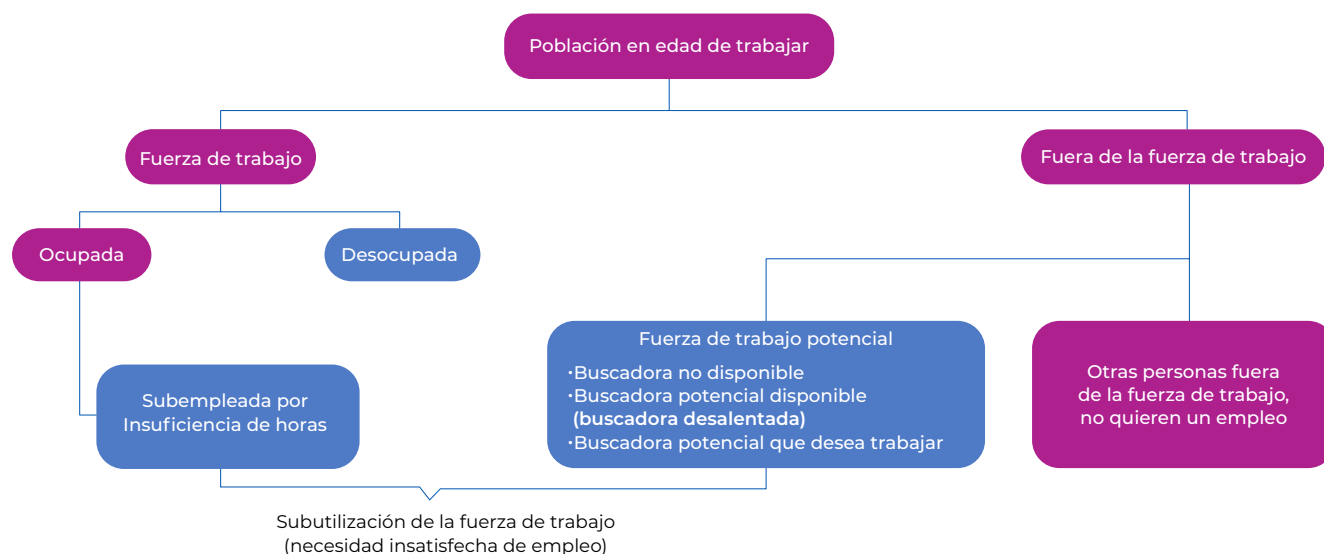 Población en edad de trabajar
Fuerza de trabajo
Fuera de la fuerza de trabajo
Ocupada
Desocupada
Fuerza de trabajo potencial
·Buscadora no disponible
·Buscadora potencial disponible
(buscadora desalentada)
·Buscadora potencial que desea trabajar
Otras personas fuera
de la fuerza de trabajo,
no quieren un empleo
Subempleada por
Insuficiencia de horas
Subutilización de la fuerza de trabajo
(necesidad insatisfecha de empleo)